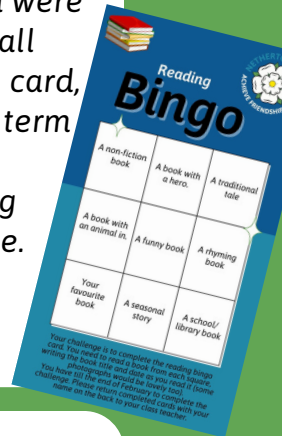 were
all
card,
term
g
e.
Reading
Bingo
ACHIEVE FRIENDSHIP
A non-fiction
book
A book with
a hero.
A traditional
tale
A book with
an animal in.
A funny book
A rhyming
book
Your
favourite
book
A seasonal
story
A school/
library book
Your challenge is to complete the reading bingo
card. You need to read a book from each square,
writing the book title and date as you read it (some
photographs would be lovely too)
You have till the end of February to complete the
challenge. Please return completed cards with your
name on the back to your class teacher.